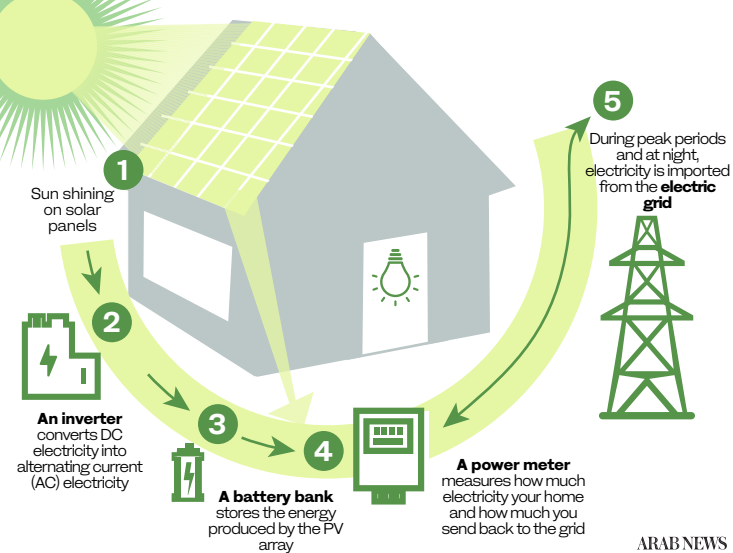 1
Sun shining
on solar
panels
2
An inverter
converts DC
electricity into
alternating current
(AC) electricity
3
A battery bank
stores the energy
produced by the PV
array
4
A power meter
measures how much
electricity your home
and how much you
send back to the grid
5
During peak periods
and at night,
electricity is imported
from the electric
grid
ARAB NEWS